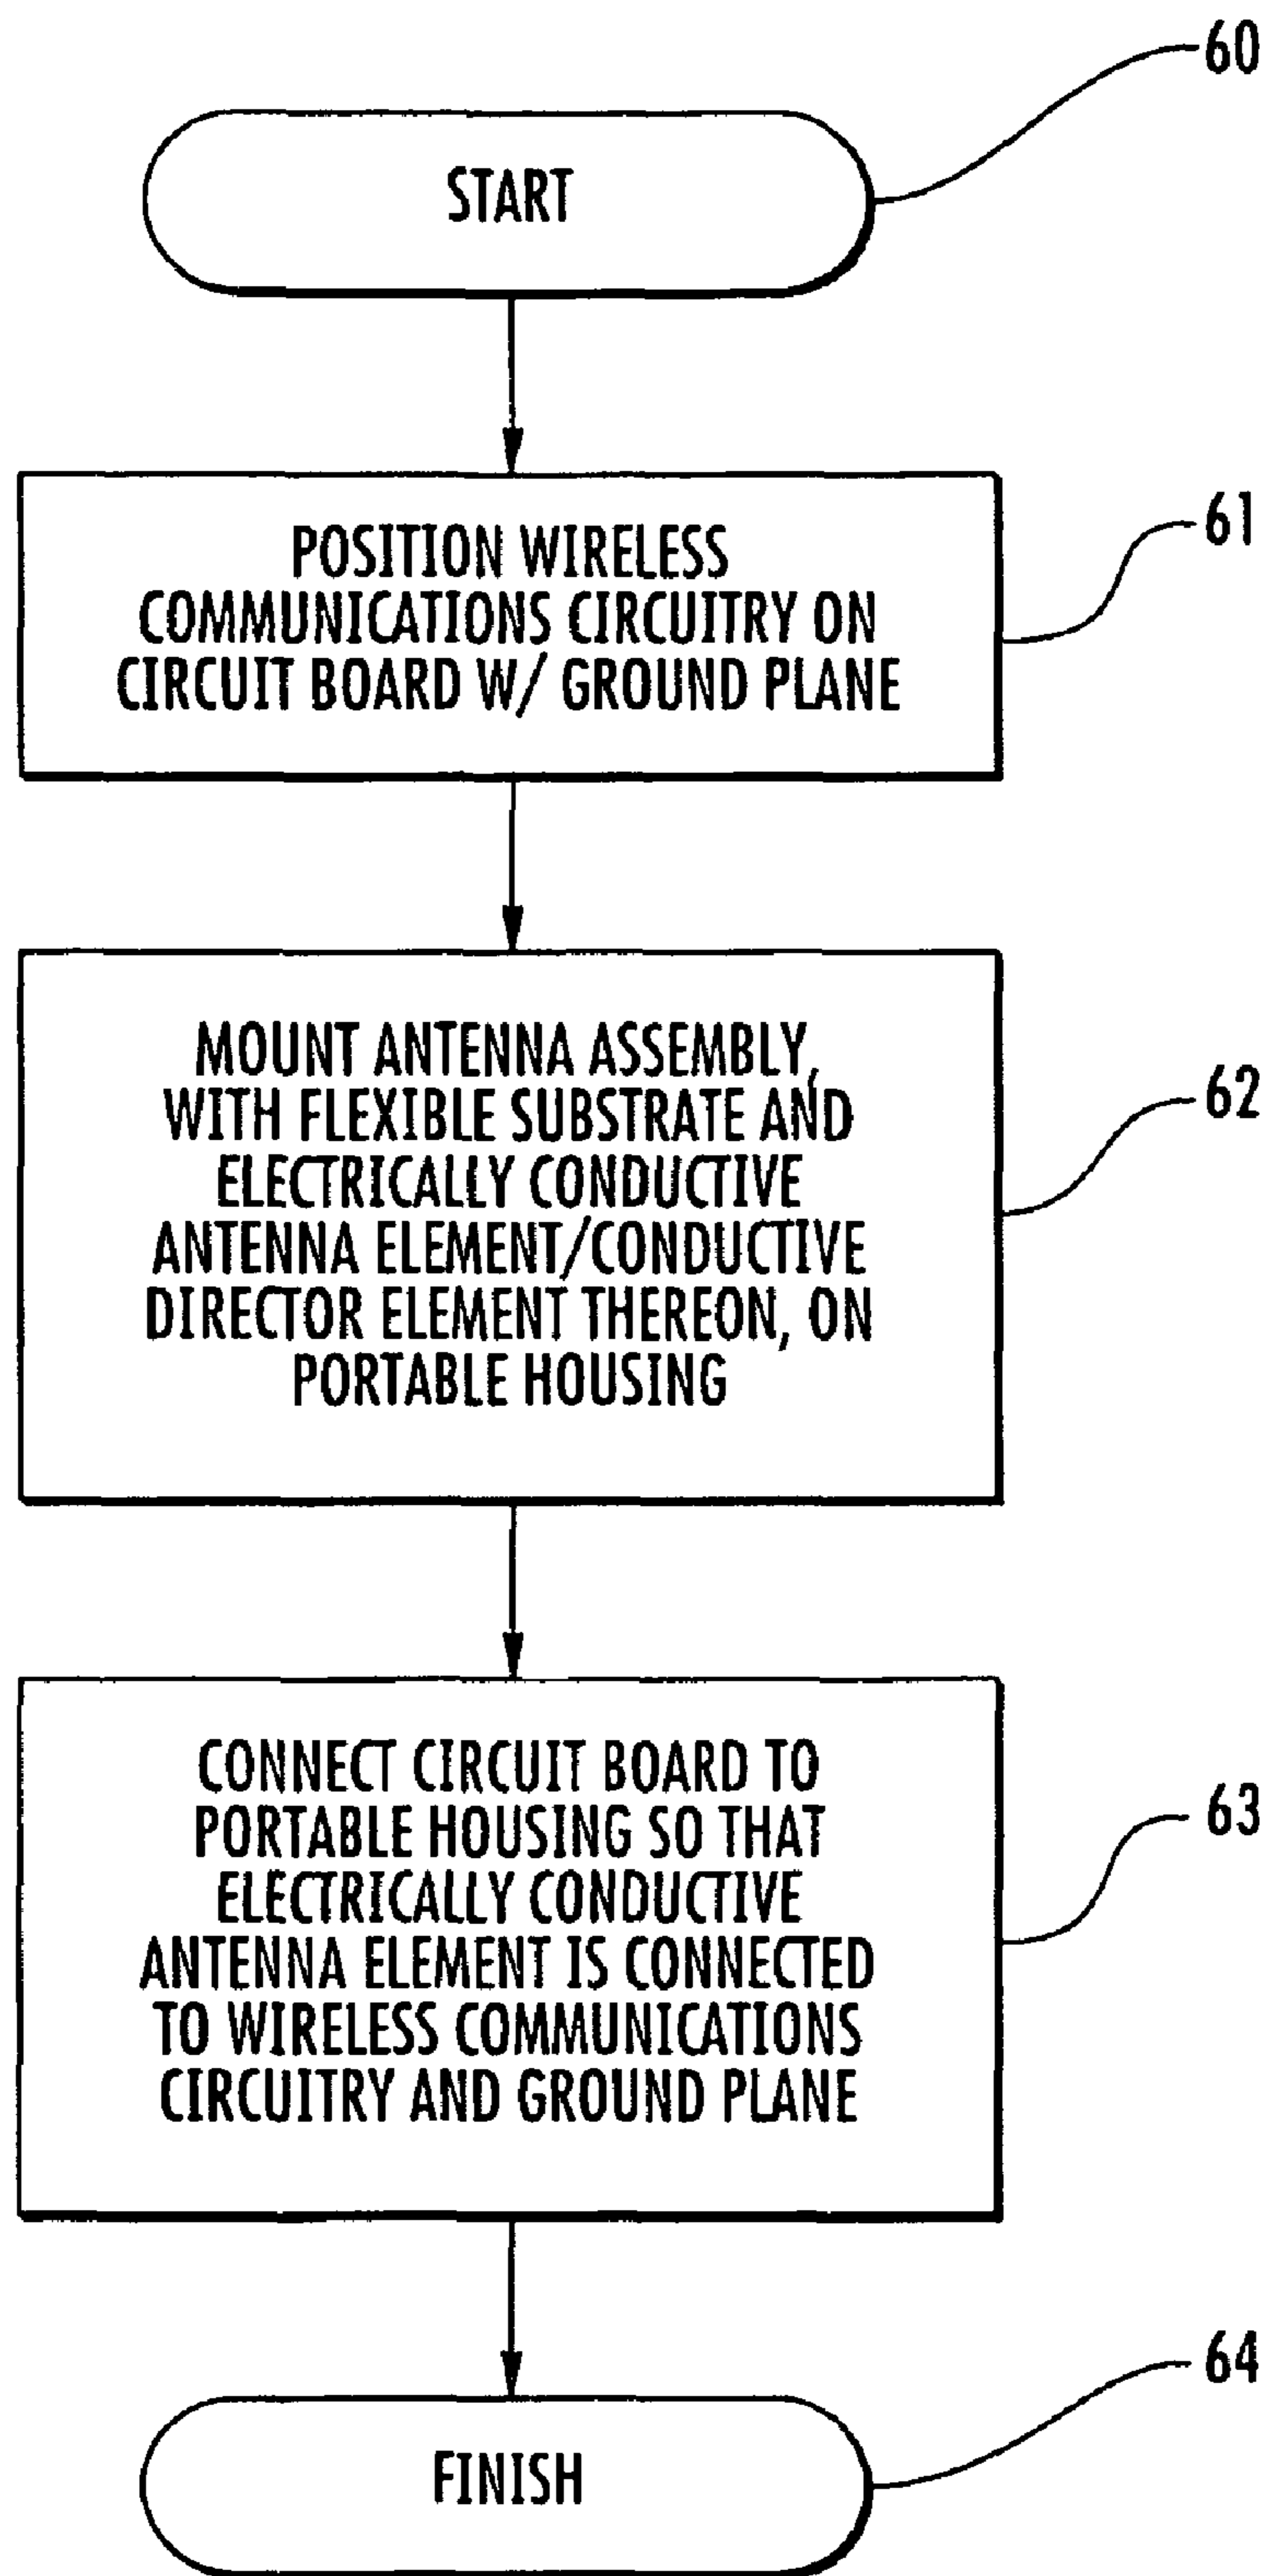 60
START
POSITION WIRELESS
COMMUNICATIONS CIRCUITRY ON
CIRCUIT BOARD W/ GROUND PLANE
61
MOUNT ANTENNA ASSEMBLY,
WITH FLEXIBLE SUBSTRATE AND
ELECTRICALLY CONDUCTIVE
ANTENNA ELEMENT/CONDUCTIVE
DIRECTOR ELEMENT THEREON, ON
PORTABLE HOUSING
62
CONNECT CIRCUIT BOARD TO
PORTABLE HOUSING SO THAT
ELECTRICALLY CONDUCTIVE
ANTENNA ELEMENT IS CONNECTED
TO WIRELESS COMMUNICATIONS
CIRCUITRY AND GROUND PLANE
63
64
FINISH